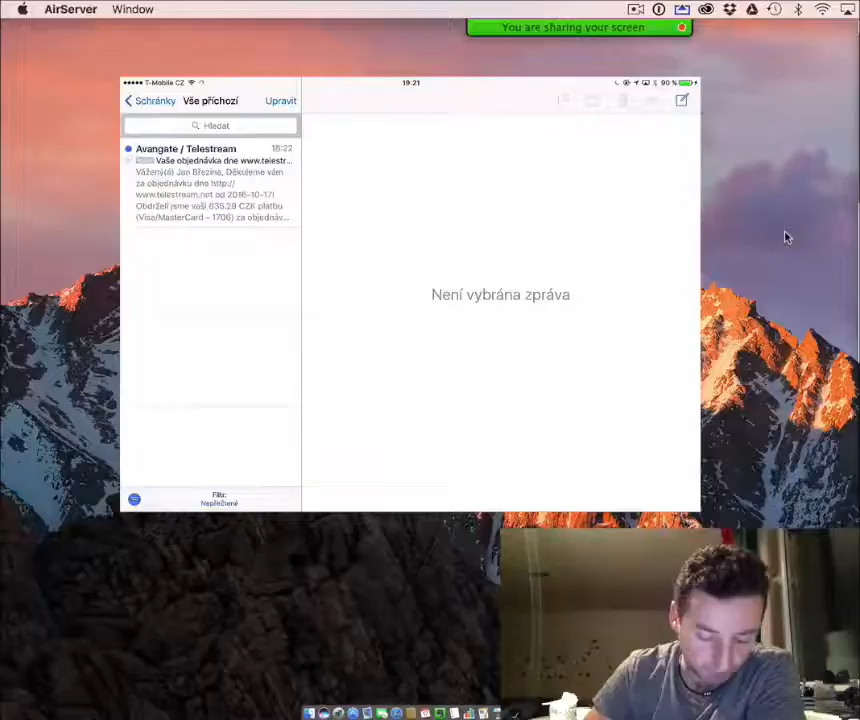 AirServer Window
You are sharing your screen
T-Mobile CZ 19:21 90 %
Schránky Vše příchozí Upravit
Hledat
Avangate / Telestream 18:22
Vaše objednávka dne www.telestr...
Vážený(á) Jan Březina, Děkujeme vám
za objednávku dne http://
www.telestream.net od 2016-10-17!
Obdrželi jsme vaši 835.29 CZK platbu
(Visa/MasterCard – 1706) za objednáv...
Není vybrána zpráva
Filtr:
Nepřečtené